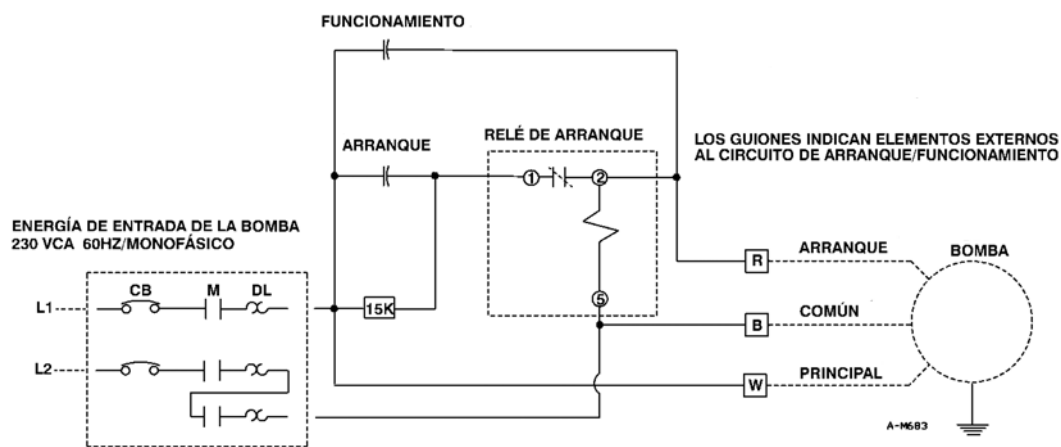 FUNCIONAMIENTO
ARRANQUE
RELÉ DE ARRANQUE
LOS GUIONES INDICAN ELEMENTOS EXTERNOS
AL CIRCUITO DE ARRANQUE/FUNCIONAMIENTO
1
2
ENERGÍA DE ENTRADA DE LA BOMBA
230 VCA 60HZ/MONOFÁSICO
R
ARRANQUE
BOMBA
CB
M
DL
L1
15K
5
B
COMÚN
L2
W
PRINCIPAL
A-M683